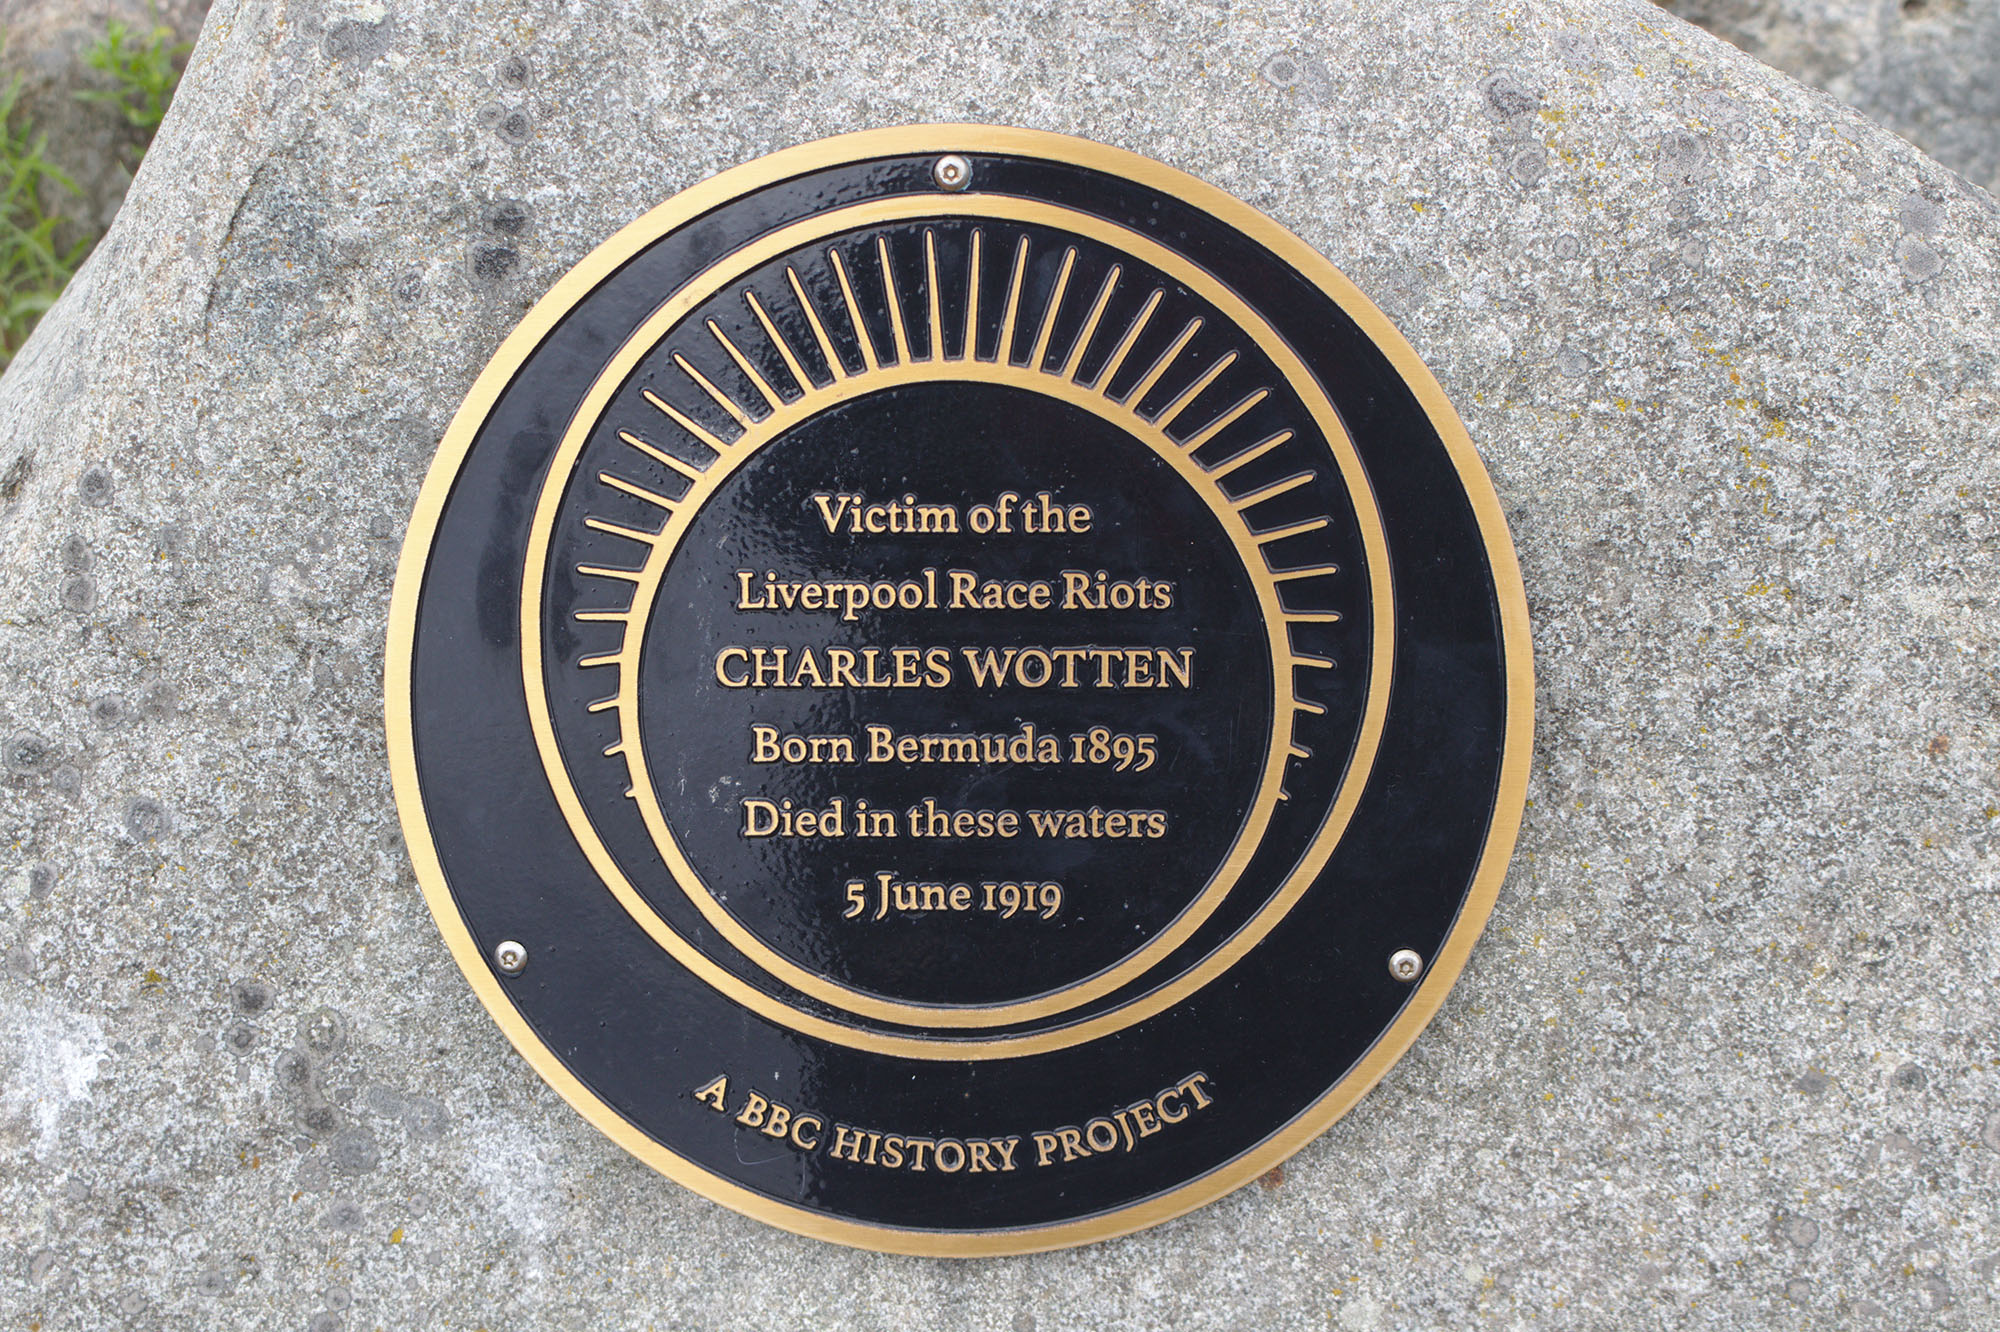 Victim of the
Liverpool Race Riots
CHARLES WOTTEN
Born Bermuda 1895
Died in these waters
5 June 1919
A BBC HISTORY PROJECT